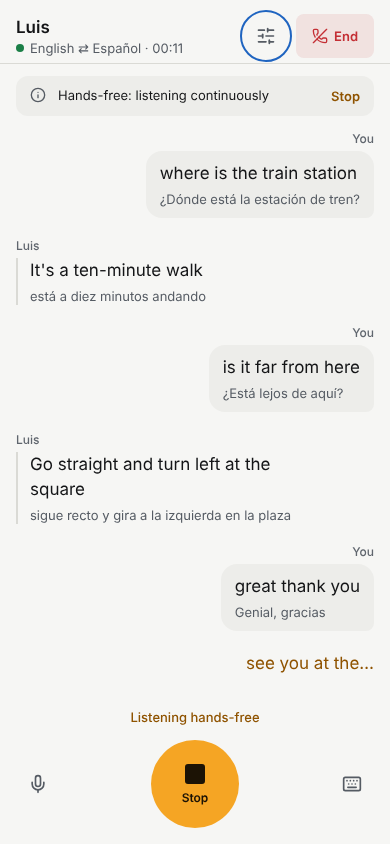 Luis
English ⇄ Español · 00:11
End
Hands-free: listening continuously
Stop
You
where is the train station
¿Dónde está la estación de tren?
Luis
It's a ten-minute walk
está a diez minutos andando
You
is it far from here
¿Está lejos de aquí?
Luis
Go straight and turn left at the
square
sigue recto y gira a la izquierda en la plaza
You
great thank you
Genial, gracias
see you at the...
Listening hands-free
Stop